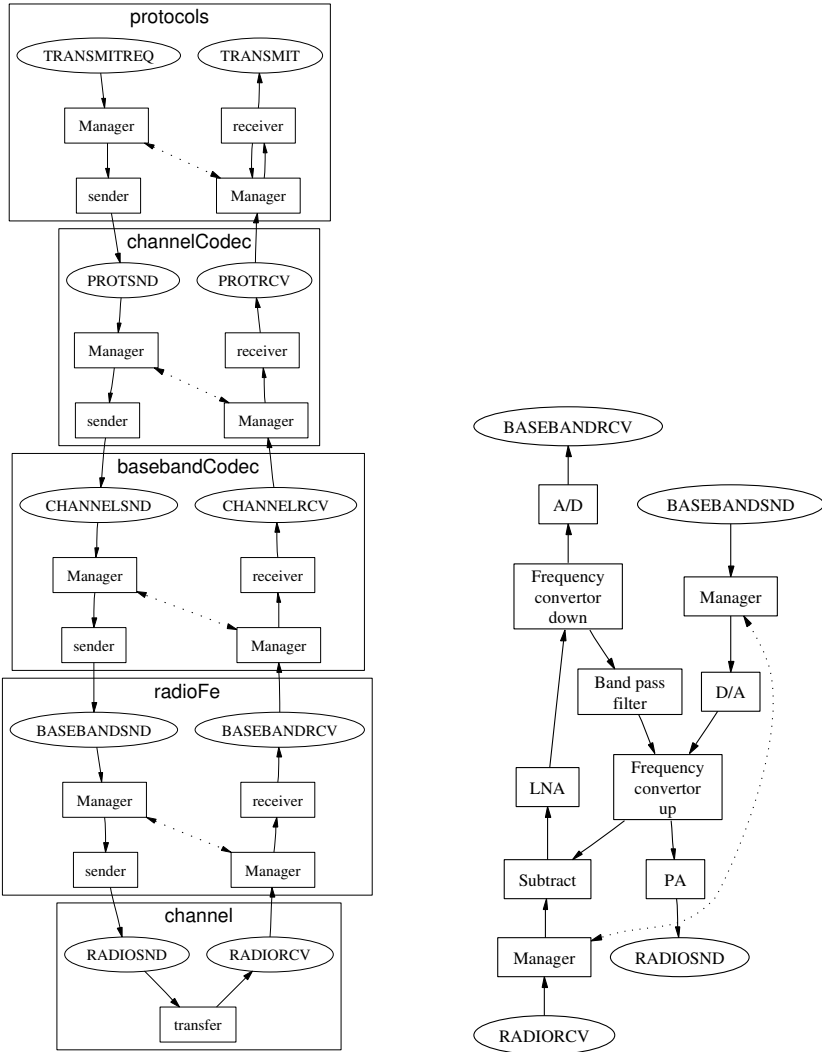 protocols
TRANSMITREQ
TRANSMIT
Manager
receiver
sender
Manager
channelCodec
PROTSND
PROTRCV
Manager
receiver
sender
Manager
basebandCodec
CHANNELSND
CHANNELRCV
Manager
receiver
sender
Manager
radioFe
BASEBANDSND
BASEBANDRCV
Manager
receiver
sender
Manager
channel
RADIOSND
RADIORCV
transfer
BASEBANDRCV
A/D
BASEBANDSND
Frequency
convertor
down
Manager
Band pass
filter
D/A
LNA
Frequency
convertor
up
Subtract
PA
Manager
RADIOSND
RADIORCV